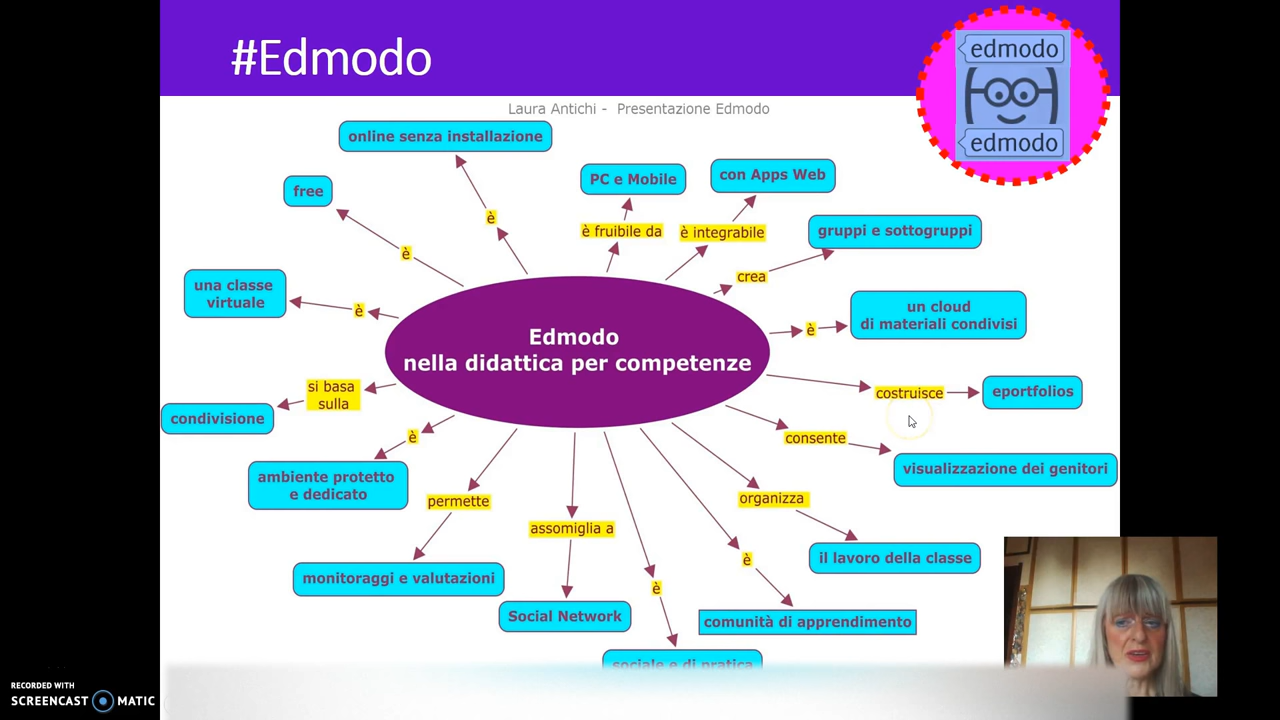 #Edmodo
edmodo
edmodo
Laura Antichi - Presentazione Edmodo
online senza installazione
è
free
è
PC e Mobile
è fruibile da
con Apps Web
è integrabile
gruppi e sottogruppi
crea
una classe
virtuale
è
un cloud
di materiali condivisi
è
Edmodo
nella didattica per competenze
costruisce
eportfolios
si basa
sulla
condivisione
consente
visualizzazione dei genitori
è
ambiente protetto
e dedicato
permette
monitoraggi e valutazioni
assomiglia a
Social Network
è
sociale e di pratica
è
comunità di apprendimento
organizza
il lavoro della classe
RECORDED WITH
SCREENCAST MATIC